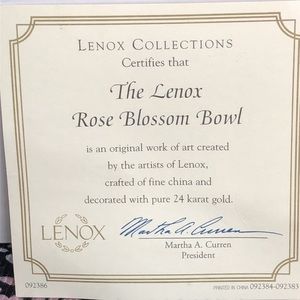 LENOX COLLECTIONS
Certifies that
The Lenox
Rose Blossom Bowl
is an original work of art created
by the artists of Lenox,
crafted of fine china and
decorated with pure 24 karat gold.
LENOX
Martha A. Curren
Martha A. Curren
President
092386
PRINTED IN CHINA 092384-092383